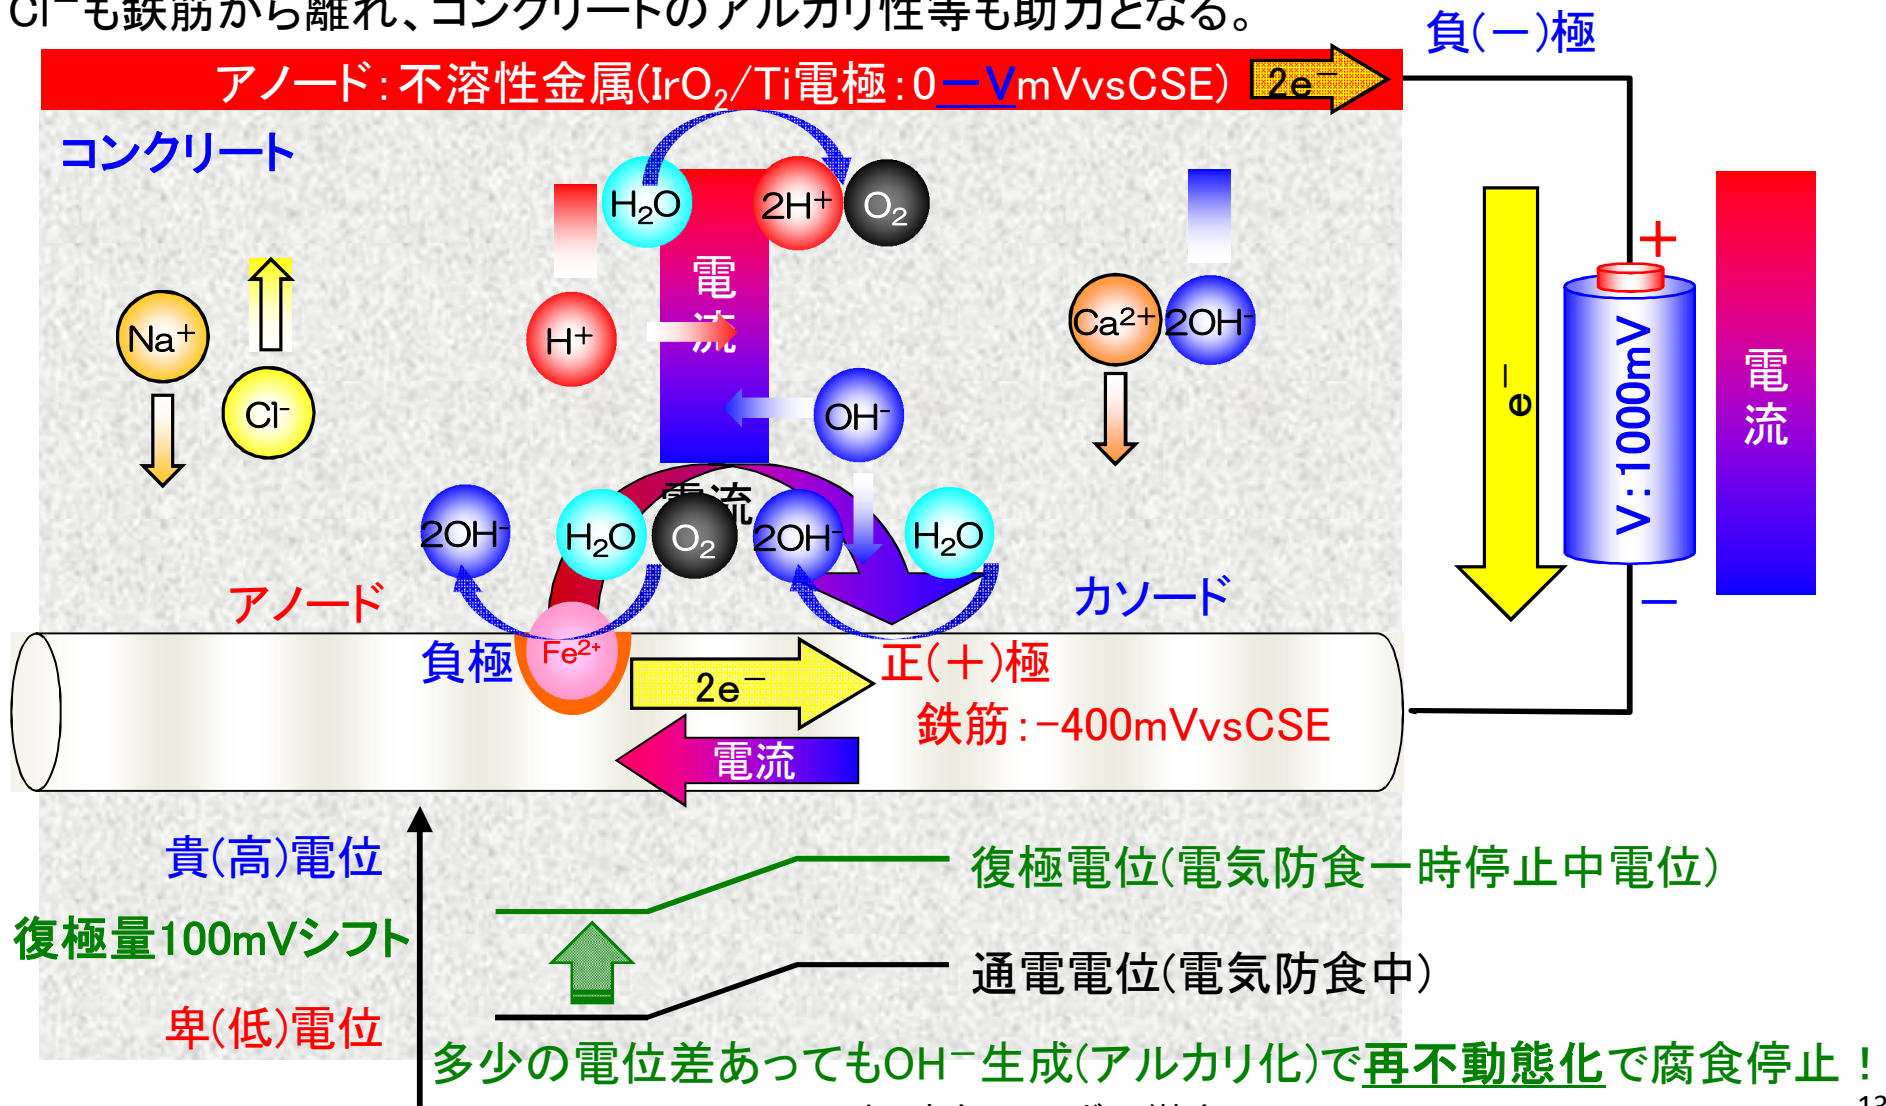 Cl⁻も鉄筋から離れ、コンクリートのアルカリ性等も助力となる。
負(－)極
アノード:不溶性金属(IrO₂/Ti電極:0－VmVvsCSE)
2e⁻
コンクリート
H₂O
2H⁺
O₂
電流
＋
Na⁺
Cl⁻
H⁺
Ca²⁺
2OH⁻
OH⁻
e⁻
V:1000mV
電流
電流
2OH⁻
H₂O
O₂
2OH⁻
H₂O
アノード
カソード
－
負極
Fe²⁺
2e⁻
正(＋)極
鉄筋:-400mVvsCSE
電流
貴(高)電位
復極電位(電気防食一時停止中電位)
復極量100mVシフト
通電電位(電気防食中)
卑(低)電位
多少の電位差あってもOH⁻生成(アルカリ化)で再不動態化で腐食停止!
13